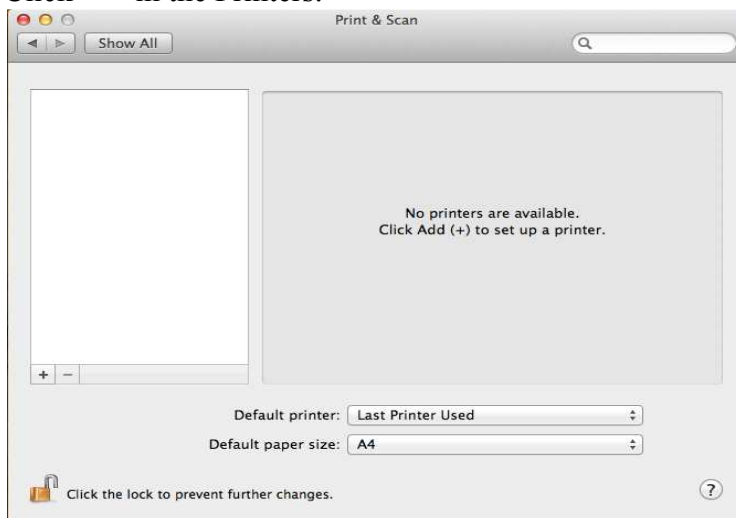 Print & Scan
Show All
No printers are available.
Click Add (+) to set up a printer.
+ −
Default printer: Last Printer Used
Default paper size: A4
Click the lock to prevent further changes.
?